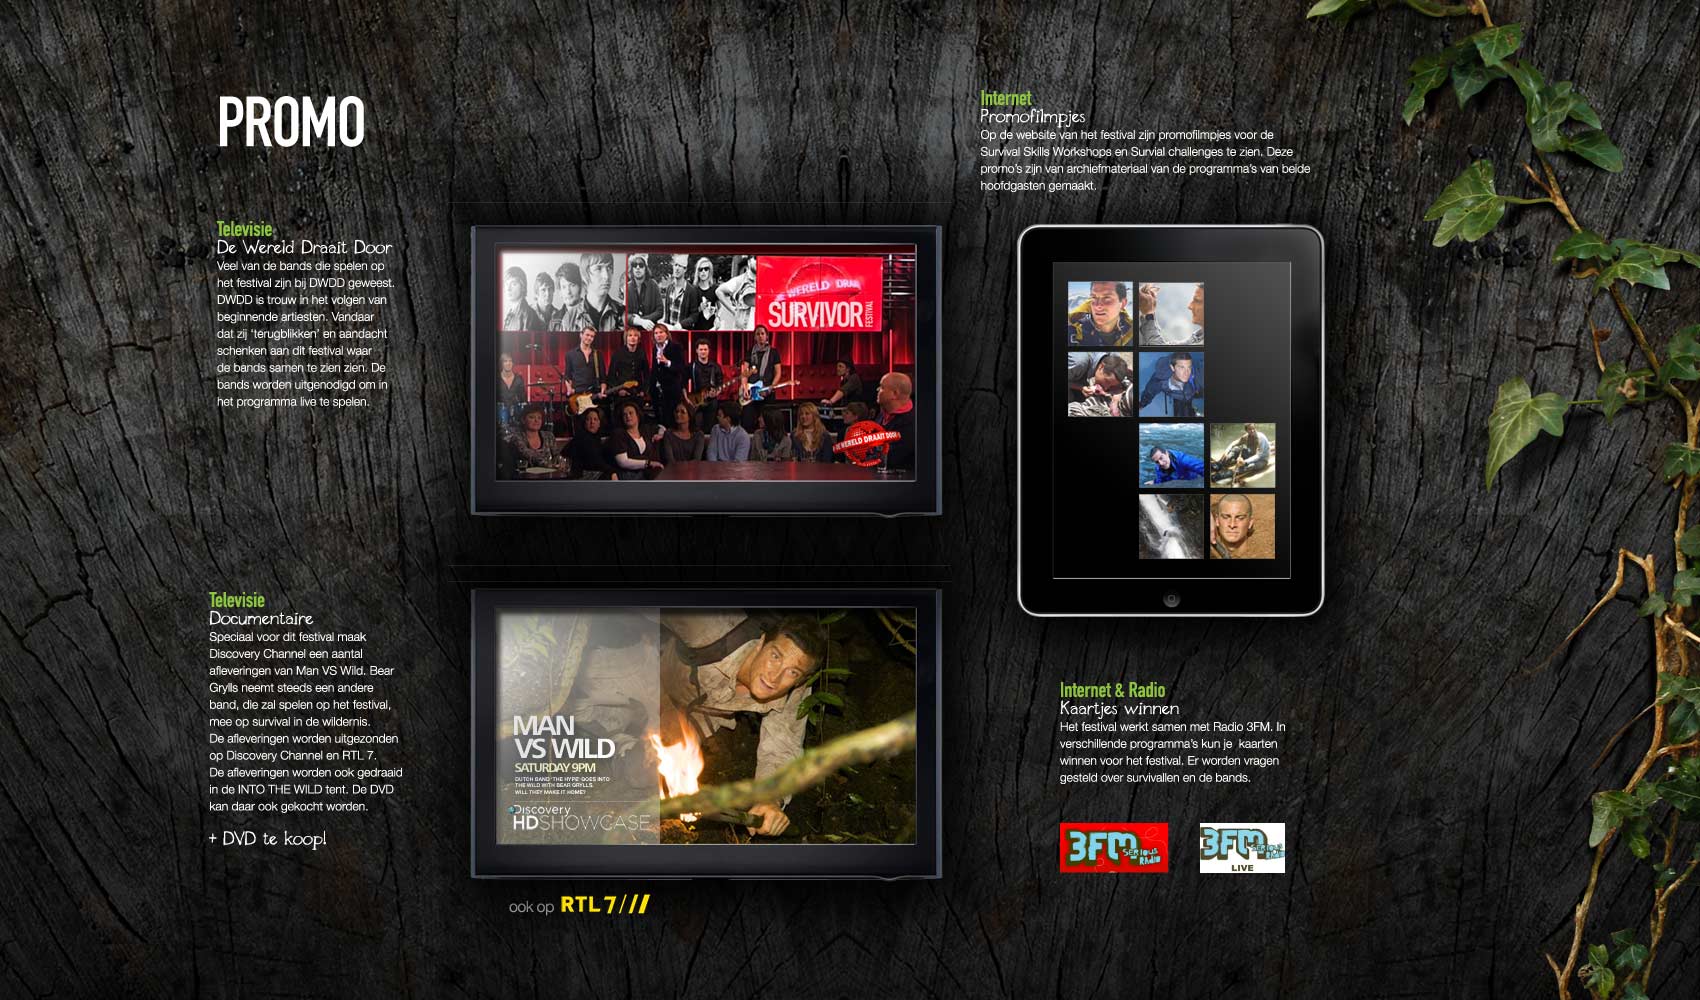 PROMO
Televisie
De Wereld Draait Door
Veel van de bands die spelen op
het festival zijn bij DWDD geweest.
DWDD is trouw in het volgen van
beginnende artiesten. Vandaar
dat zij ‘terugblikken’ en aandacht
schenken aan dit festival waar
de bands samen te zien zien. De
bands worden uitgenodigd om in
het programma live te spelen.
DE WERELD DRAAI
SURVIVOR
FESTIVAL
DE WERELD DRAAIT DOOR
Televisie
Documentaire
Speciaal voor dit festival maak
Discovery Channel een aantal
afleveringen van Man VS Wild. Bear
Grylls neemt steeds een andere
band, die zal spelen op het festival,
mee op survival in de wildernis.
De afleveringen worden uitgezonden
op Discovery Channel en RTL 7.
De afleveringen worden ook gedraaid
in de INTO THE WILD tent. De DVD
kan daar ook gekocht worden.
+ DVD te koop!
MAN
VS WILD
SATURDAY 9PM
DUTCH BAND 'THE HYPE' GOES INTO
THE WILD WITH BEAR GRYLLS.
WILL THEY MAKE IT HOME?
Discovery
HDSHOWCASE
ook op RTL 7
Internet
Promofilmpjes
Op de website van het festival zijn promofilmpjes voor de
Survival Skills Workshops en Survial challenges te zien. Deze
promo’s zijn van archiefmateriaal van de programma’s van beide
hoofdgasten gemaakt.
Internet & Radio
Kaartjes winnen
Het festival werkt samen met Radio 3FM. In
verschillende programma’s kun je kaarten
winnen voor het festival. Er worden vragen
gesteld over survivallen en de bands.
3FM SERIOUS RADIO
3FM SERIOUS RADIO
LIVE